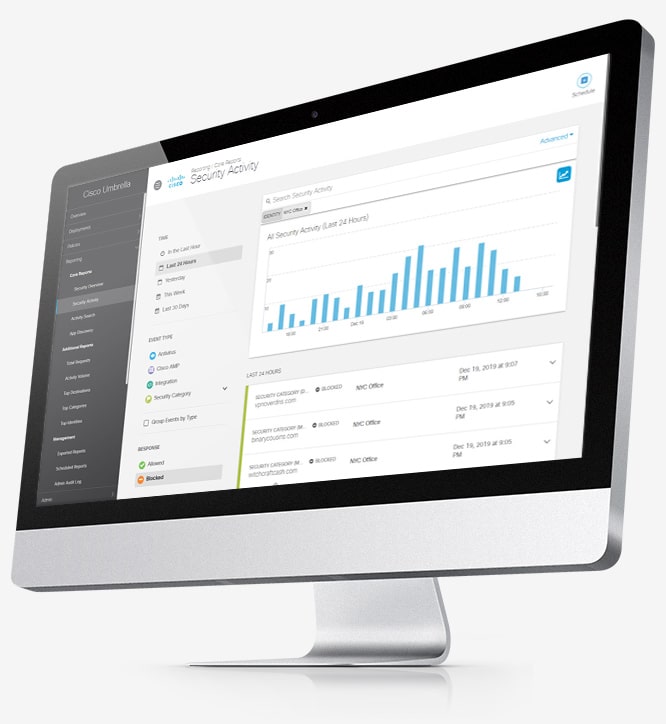 Cisco Umbrella
Overview
Deployments
Policies
Reporting
Core Reports
Security Overview
Security Activity
Activity Search
App Discovery
Additional Reports
Total Requests
Activity Volume
Top Destinations
Top Categories
Top Identities
Management
Exported Reports
Scheduled Reports
Admin Audit Log
Admin
CISCO
Reporting / Core Reports
Security Activity
Schedule
TIME
In the Last Hour
Last 24 Hours
Yesterday
This Week
Last 30 Days
EVENT TYPE
Antivirus
Cisco AMP
Integration
Security Category
Group Events by Type
RESPONSE
Allowed
Blocked
Advanced
Search Security Activity
IDENTITY NYC Office
All Security Activity (Last 24 Hours)
30
20
10
18:00 21:00 Dec 19 03:00 06:00 09:00 12:00
LAST 24 HOURS
SECURITY CATEGORY (D... BLOCKED NYC Office Dec 19, 2019 at 9:07 PM
vpnoverdns.com
SECURITY CATEGORY (M... BLOCKED NYC Office Dec 19, 2019 at 9:05 PM
binarycousins.com
SECURITY CATEGORY (M... BLOCKED NYC Office Dec 19, 2019 at 9:05 PM
witchcraftcash.com